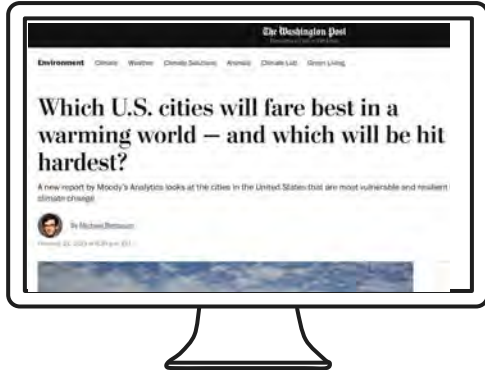 The Washington Post
Environment Climate Weather Climate Solutions Animals Climate Lab Green Living
Which U.S. cities will fare best in a
warming world — and which will be hit
hardest?
A new report by Moody's Analytics looks at the cities in the United States that are most vulnerable and resilient
climate change
By Michael